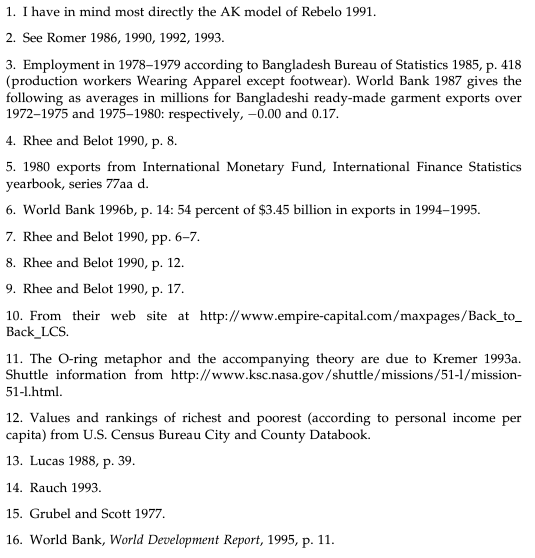 1. I have in mind most directly the AK model of Rebelo 1991.
2. See Romer 1986, 1990, 1992, 1993.
3. Employment in 1978–1979 according to Bangladesh Bureau of Statistics 1985, p. 418
(production workers Wearing Apparel except footwear). World Bank 1987 gives the
following as averages in millions for Bangladeshi ready-made garment exports over
1972–1975 and 1975–1980: respectively, −0.00 and 0.17.
4. Rhee and Belot 1990, p. 8.
5. 1980 exports from International Monetary Fund, International Finance Statistics
yearbook, series 77aa d.
6. World Bank 1996b, p. 14: 54 percent of $3.45 billion in exports in 1994–1995.
7. Rhee and Belot 1990, pp. 6–7.
8. Rhee and Belot 1990, p. 12.
9. Rhee and Belot 1990, p. 17.
10. From their web site at http://www.empire-capital.com/maxpages/Back_to_
Back_LCS.
11. The O-ring metaphor and the accompanying theory are due to Kremer 1993a.
Shuttle information from http://www.ksc.nasa.gov/shuttle/missions/51-l/mission-
51-l.html.
12. Values and rankings of richest and poorest (according to personal income per
capita) from U.S. Census Bureau City and County Databook.
13. Lucas 1988, p. 39.
14. Rauch 1993.
15. Grubel and Scott 1977.
16. World Bank, World Development Report, 1995, p. 11.